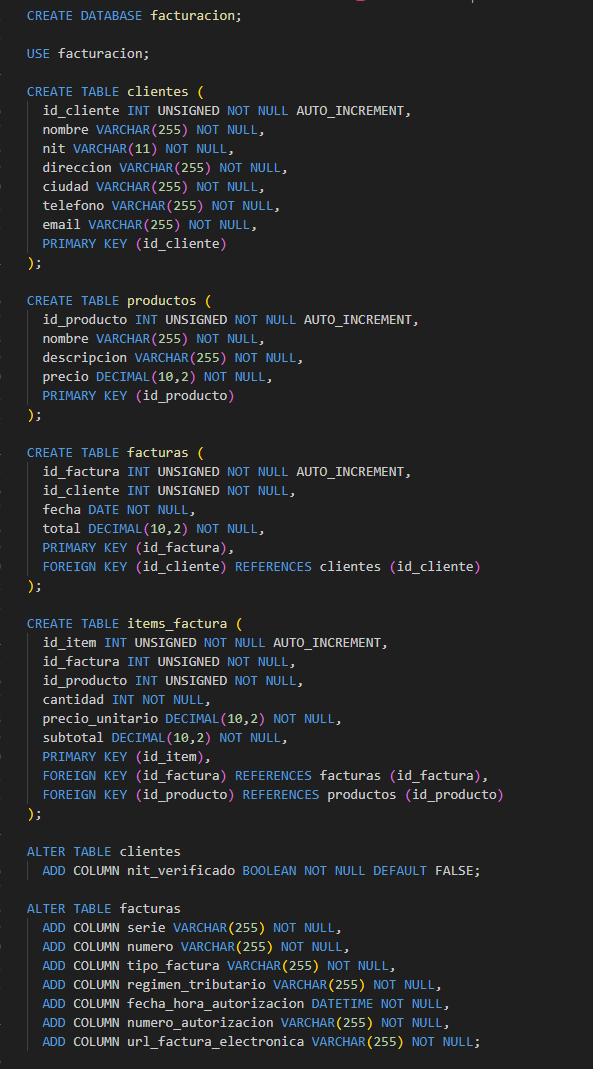 CREATE DATABASE facturacion;
USE facturacion;
CREATE TABLE clientes (
id_cliente INT UNSIGNED NOT NULL AUTO_INCREMENT,
nombre VARCHAR(255) NOT NULL,
nit VARCHAR(11) NOT NULL,
direccion VARCHAR(255) NOT NULL,
ciudad VARCHAR(255) NOT NULL,
telefono VARCHAR(255) NOT NULL,
email VARCHAR(255) NOT NULL,
PRIMARY KEY (id_cliente)
);
CREATE TABLE productos (
id_producto INT UNSIGNED NOT NULL AUTO_INCREMENT,
nombre VARCHAR(255) NOT NULL,
descripcion VARCHAR(255) NOT NULL,
precio DECIMAL(10,2) NOT NULL,
PRIMARY KEY (id_producto)
);
CREATE TABLE facturas (
id_factura INT UNSIGNED NOT NULL AUTO_INCREMENT,
id_cliente INT UNSIGNED NOT NULL,
fecha DATE NOT NULL,
total DECIMAL(10,2) NOT NULL,
PRIMARY KEY (id_factura),
FOREIGN KEY (id_cliente) REFERENCES clientes (id_cliente)
);
CREATE TABLE items_factura (
id_item INT UNSIGNED NOT NULL AUTO_INCREMENT,
id_factura INT UNSIGNED NOT NULL,
id_producto INT UNSIGNED NOT NULL,
cantidad INT NOT NULL,
precio_unitario DECIMAL(10,2) NOT NULL,
subtotal DECIMAL(10,2) NOT NULL,
PRIMARY KEY (id_item),
FOREIGN KEY (id_factura) REFERENCES facturas (id_factura),
FOREIGN KEY (id_producto) REFERENCES productos (id_producto)
);
ALTER TABLE clientes
ADD COLUMN nit_verificado BOOLEAN NOT NULL DEFAULT FALSE;
ALTER TABLE facturas
ADD COLUMN serie VARCHAR(255) NOT NULL,
ADD COLUMN numero VARCHAR(255) NOT NULL,
ADD COLUMN tipo_factura VARCHAR(255) NOT NULL,
ADD COLUMN regimen_tributario VARCHAR(255) NOT NULL,
ADD COLUMN fecha_hora_autorizacion DATETIME NOT NULL,
ADD COLUMN numero_autorizacion VARCHAR(255) NOT NULL,
ADD COLUMN url_factura_electronica VARCHAR(255) NOT NULL;